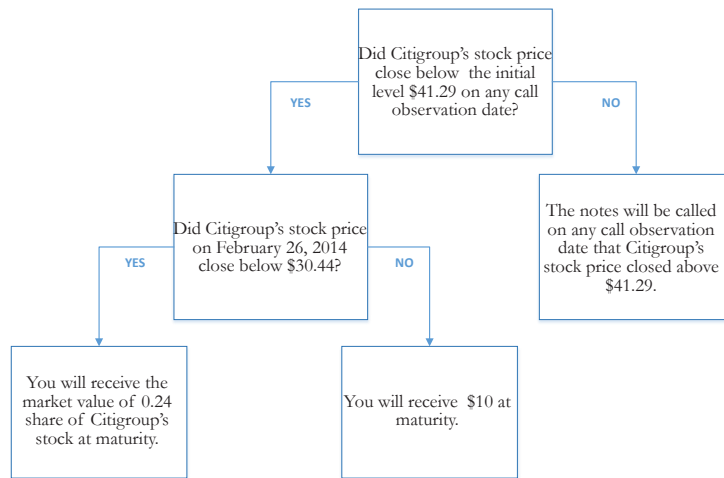 Did Citigroup's stock price
close below the initial
level $41.29 on any call
observation date?
YES
NO
Did Citigroup's stock price
on February 26, 2014
close below $30.44?
The notes will be called
on any call observation
date that Citigroup's
stock price closed above
$41.29.
YES
NO
You will receive the
market value of 0.24
share of Citigroup's
stock at maturity.
You will receive $10 at
maturity.